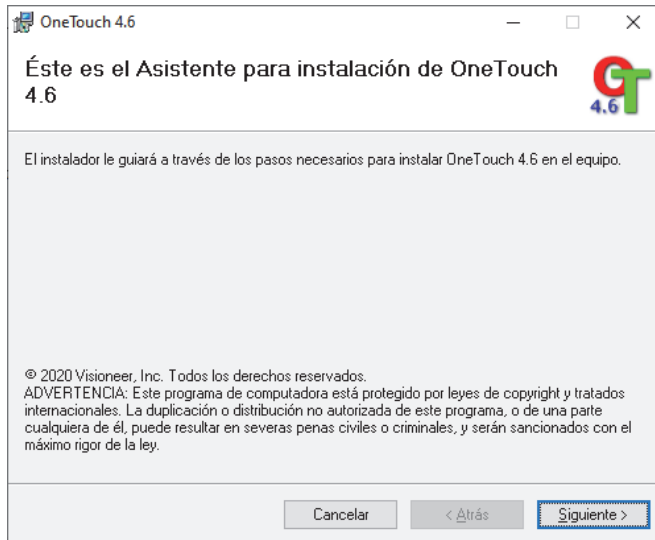 OneTouch 4.6
Éste es el Asistente para instalación de OneTouch
4.6
GT
4.6
El instalador le guiará a través de los pasos necesarios para instalar OneTouch 4.6 en el equipo.
© 2020 Visioneer, Inc. Todos los derechos reservados.
ADVERTENCIA: Este programa de computadora está protegido por leyes de copyright y tratados
internacionales. La duplicación o distribución no autorizada de este programa, o de una parte
cualquiera de él, puede resultar en severas penas civiles o criminales, y serán sancionados con el
máximo rigor de la ley.
Cancelar
< Atrás
Siguiente >